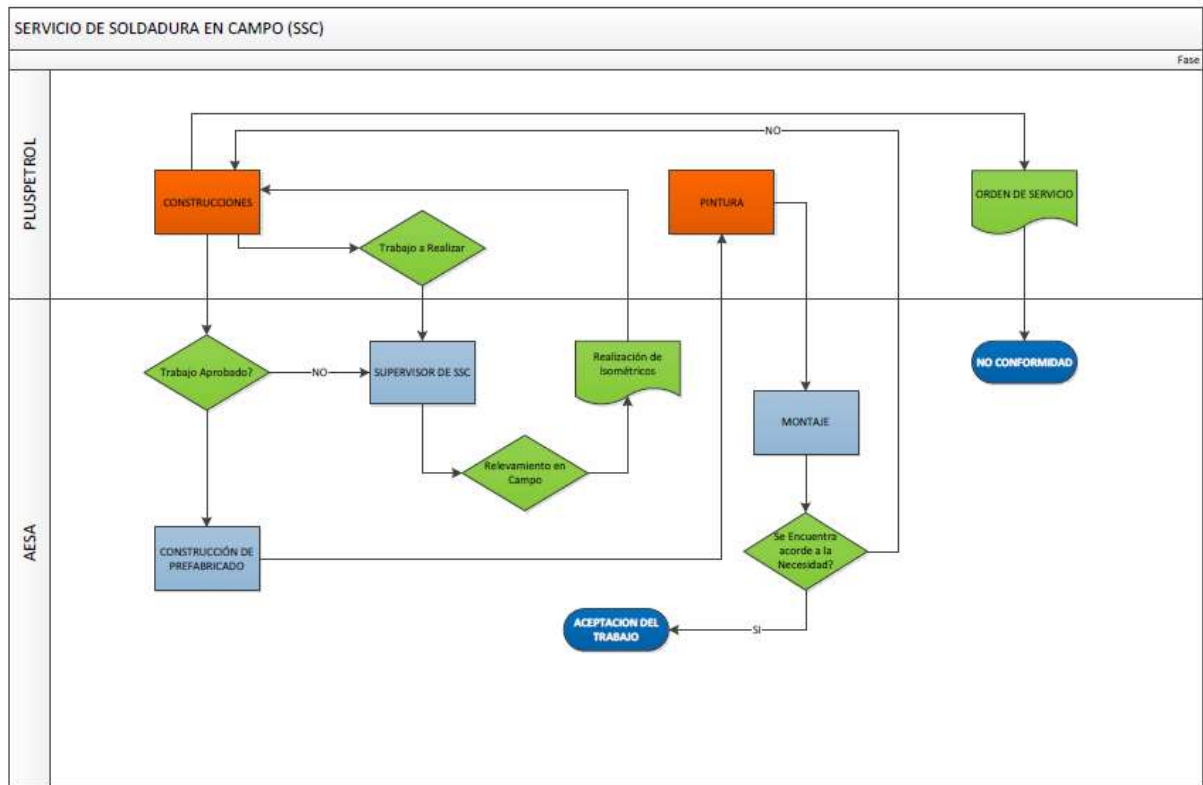 SERVICIO DE SOLDADURA EN CAMPO (SSC)
Fase
PLUSPETROL
NO
CONSTRUCCIONES
PINTURA
ORDEN DE SERVICIO
Trabajo a Realizar
AESA
Trabajo Aprobado?
NO
SUPERVISOR DE SSC
Realización de
Isométricos
NO CONFORMIDAD
MONTAJE
Relevamiento en
Campo
CONSTRUCCIÓN DE
PREFABRICADO
Se Encuentra
acorde a la
Necesidad?
ACEPTACION DEL
TRABAJO
SI